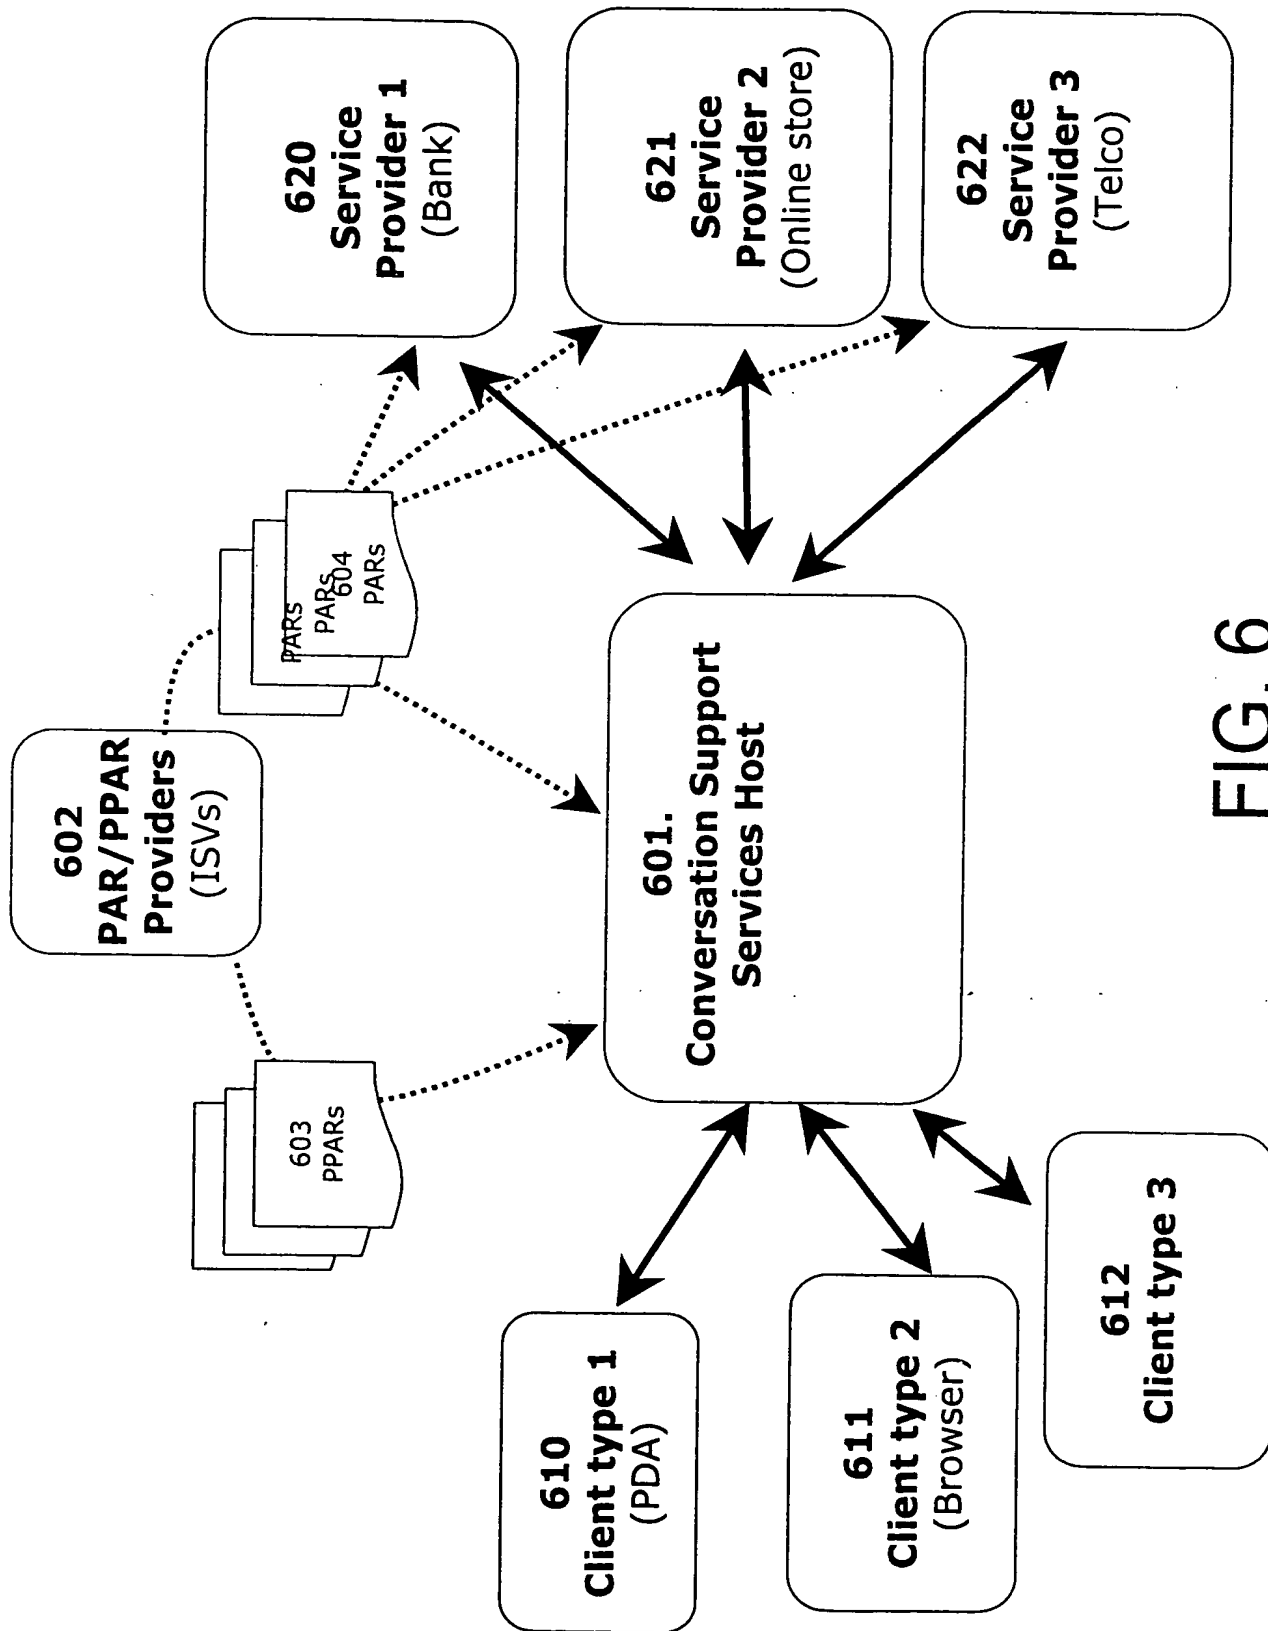 602
PAR/PPAR
Providers
(ISVs)
603
PPARs
PARs
PARs
604
PARs
610
Client type 1
(PDA)
611
Client type 2
(Browser)
612
Client type 3
601.
Conversation Support
Services Host
620
Service
Provider 1
(Bank)
621
Service
Provider 2
(Online store)
622
Service
Provider 3
(Telco)
FIG. 6